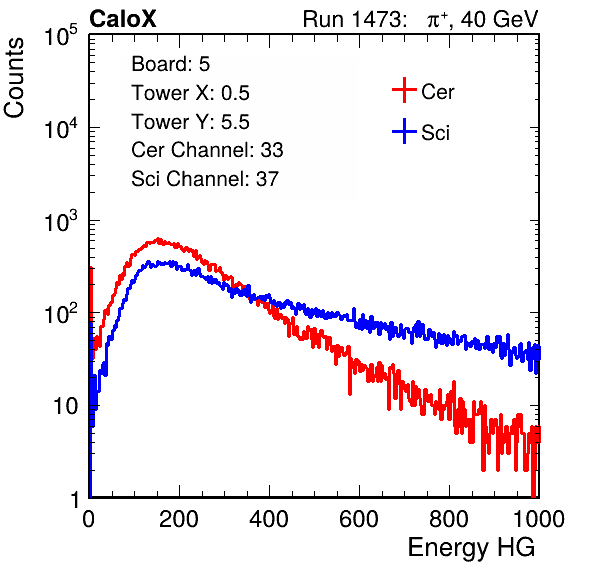 CaloX Run 1473: π⁺, 40 GeV
Counts
10⁵
10⁴
10³
10²
10
1
Board: 5
Tower X: 0.5
Tower Y: 5.5
Cer Channel: 33
Sci Channel: 37
Cer
Sci
0 200 400 600 800 1000
Energy HG